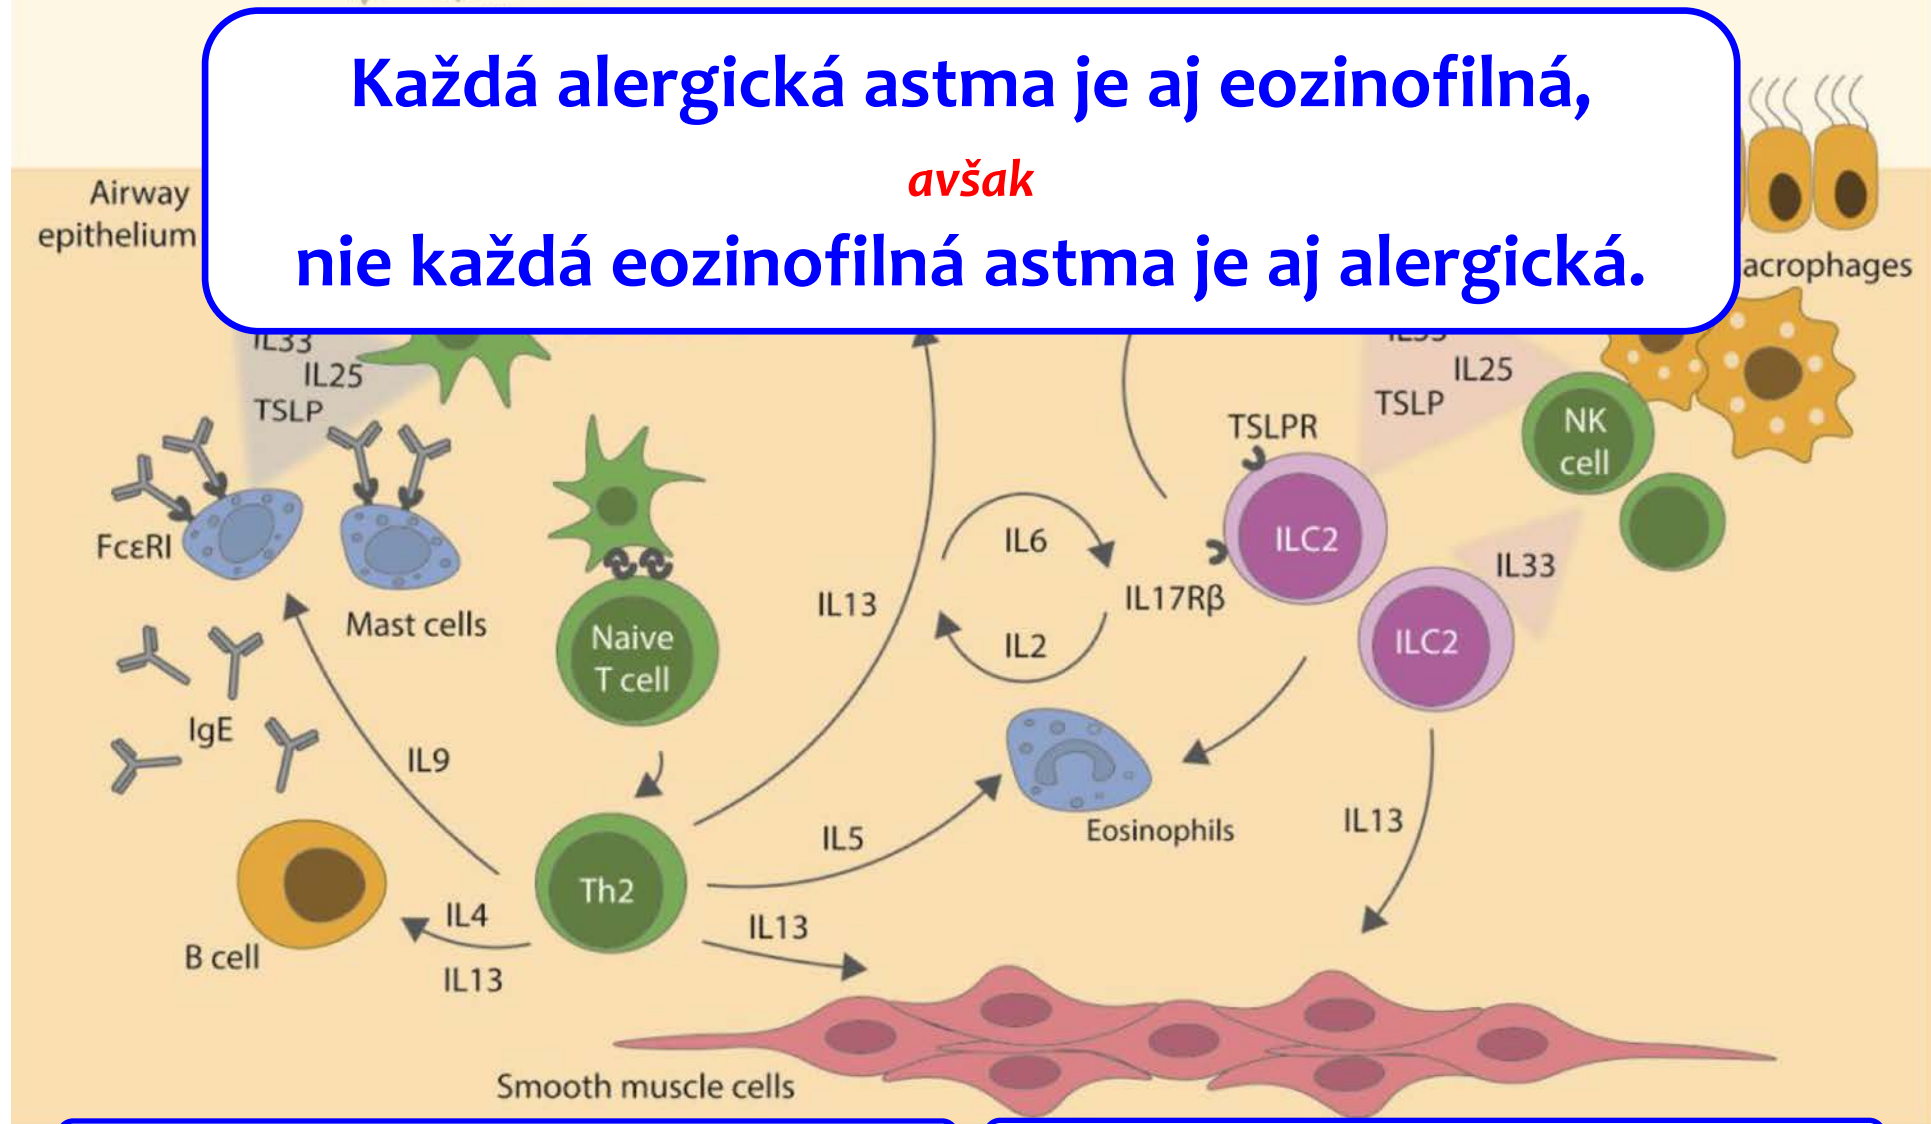 Každá alergická astma je aj eozinofilná,
avšak
nie každá eozinofilná astma je aj alergická.
Airway
epithelium
acrophages
IL33
IL25
TSLP
IL25
TSLP
TSLPR
NK
cell
FcεRI
Mast cells
IL6
IL17Rβ
IL2
ILC2
IL33
ILC2
IL13
Naive
T cell
IgE
IL9
IL5
Eosinophils
IL13
Th2
IL4
IL13
B cell
IL13
Smooth muscle cells